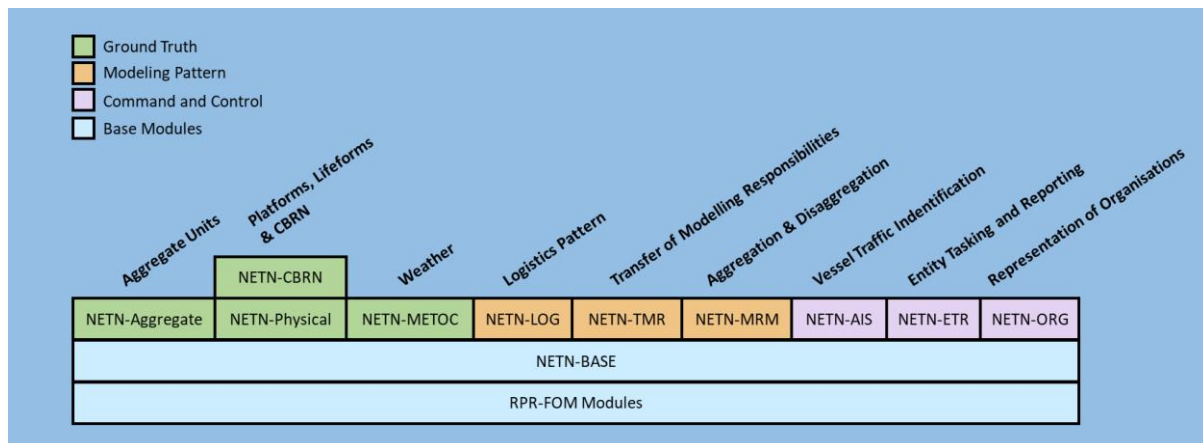 Ground Truth
Modeling Pattern
Command and Control
Base Modules
Aggregate Units
Platforms, Lifeforms
& CBRN
Weather
Logistics Pattern
Transfer of Modelling Responsibilities
Aggregation & Disaggregation
Vessel Traffic Indentification
Entity Tasking and Reporting
Representation of Organisations
NETN-CBRN
NETN-Aggregate
NETN-Physical
NETN-METOC
NETN-LOG
NETN-TMR
NETN-MRM
NETN-AIS
NETN-ETR
NETN-ORG
NETN-BASE
RPR-FOM Modules